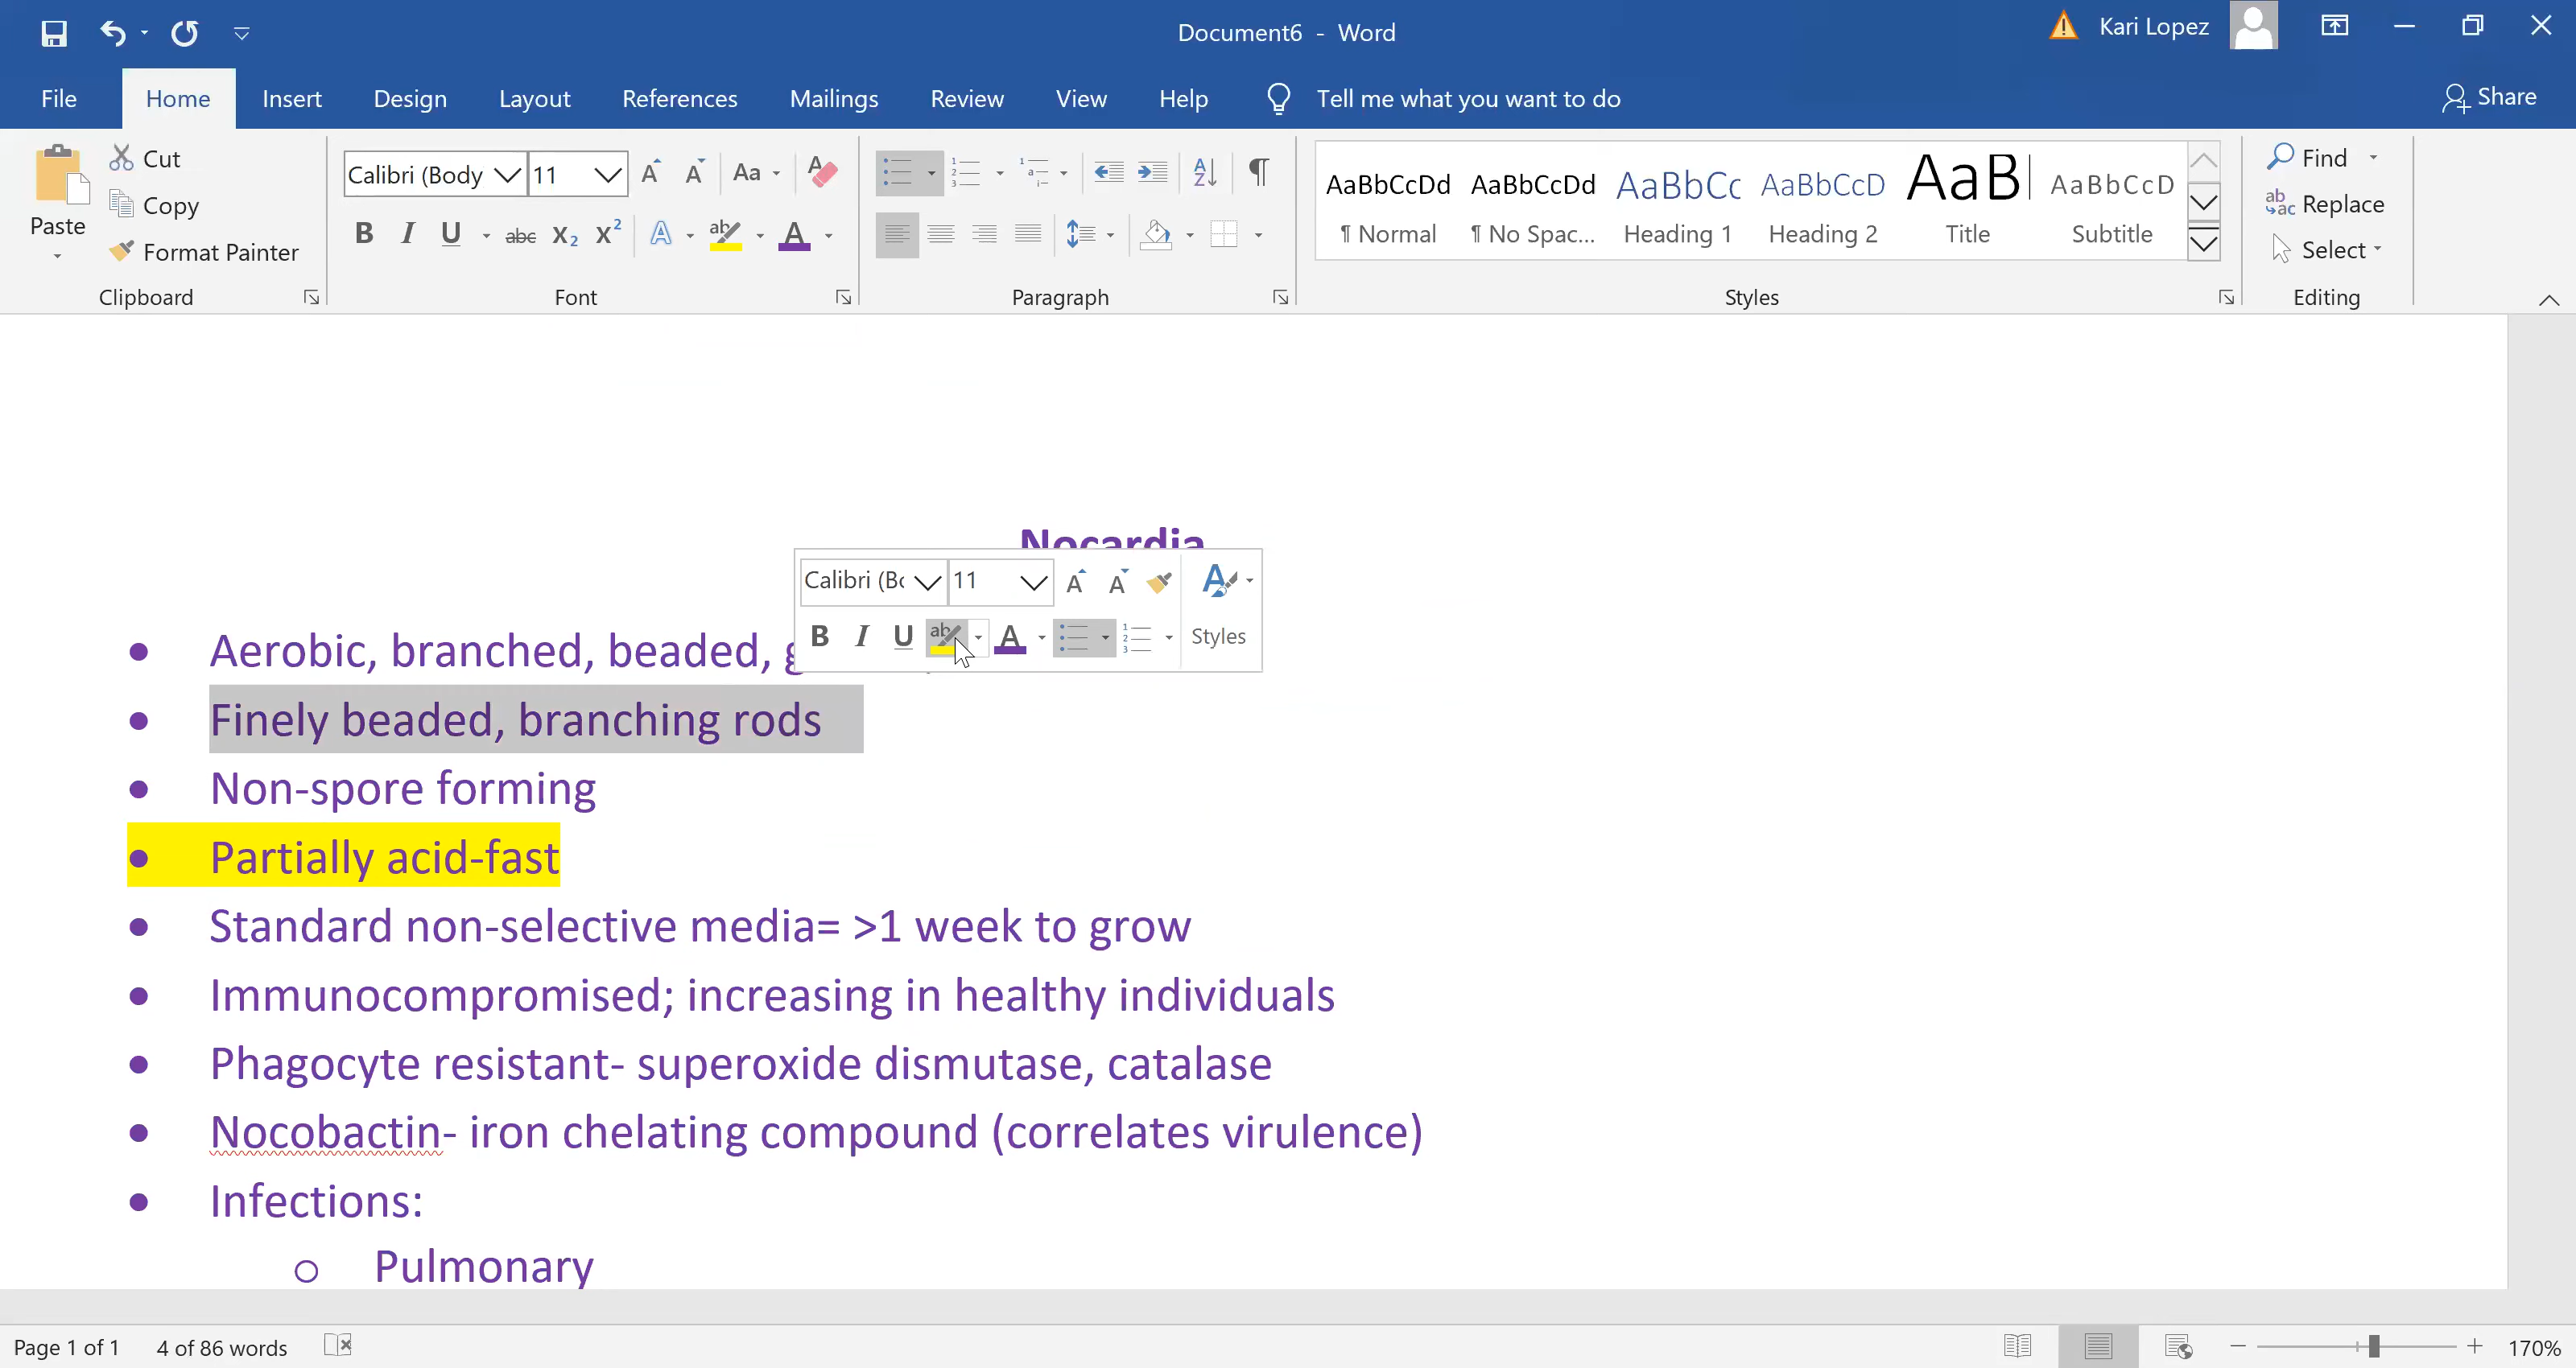 Document6 - Word
Kari Lopez
File Home Insert Design Layout References Mailings Review View Help Tell me what you want to do Share
Paste
Cut
Copy
Format Painter
Clipboard
Calibri (Body 11
Aa
B I U abc X₂ X²
Font
Paragraph
AaBbCcDd AaBbCcDd AaBbCc AaBbCcD AaB AaBbCcD
¶ Normal ¶ No Spac... Heading 1 Heading 2 Title Subtitle
Styles
Find
Replace
Select
Editing
Nocardia
Calibri (Bo 11
B I U Styles
• Aerobic, branched, beaded, g
• Finely beaded, branching rods
• Non-spore forming
• Partially acid-fast
• Standard non-selective media= >1 week to grow
• Immunocompromised; increasing in healthy individuals
• Phagocyte resistant- superoxide dismutase, catalase
• Nocobactin- iron chelating compound (correlates virulence)
• Infections:
o Pulmonary
Page 1 of 1 4 of 86 words 170%